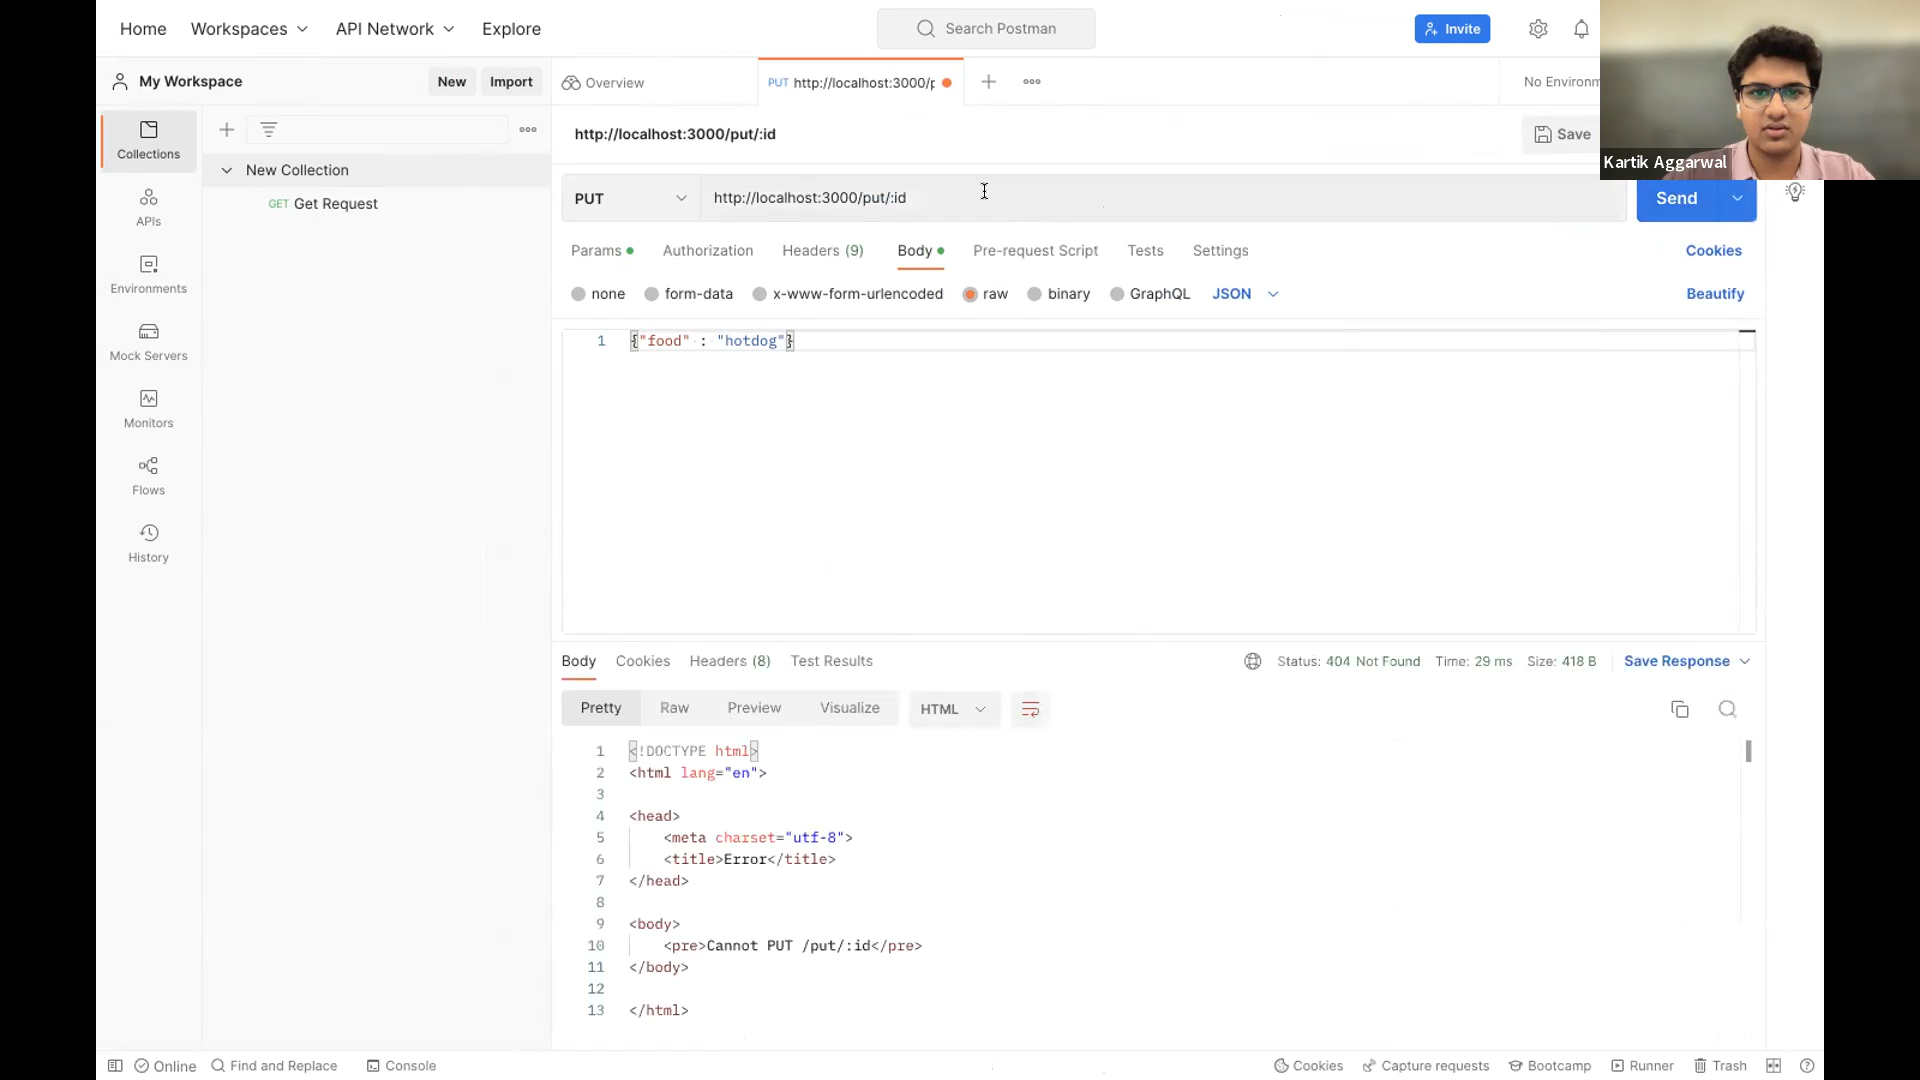 Home Workspaces API Network Explore Search Postman Invite
My Workspace New Import Overview PUT http://localhost:3000/p No Environm
Collections
New Collection
GET Get Request
APIs
Environments
Mock Servers
Monitors
Flows
History
http://localhost:3000/put/:id Save
Kartik Aggarwal
PUT http://localhost:3000/put/:id Send
Params Authorization Headers (9) Body Pre-request Script Tests Settings Cookies
none form-data x-www-form-urlencoded raw binary GraphQL JSON Beautify
1 {"food" : "hotdog"}
Body Cookies Headers (8) Test Results Status: 404 Not Found Time: 29 ms Size: 418 B Save Response
Pretty Raw Preview Visualize HTML
1 <!DOCTYPE html>
2 <html lang="en">
3
4 <head>
5 <meta charset="utf-8">
6 <title>Error</title>
7 </head>
8
9 <body>
10 <pre>Cannot PUT /put/:id</pre>
11 </body>
12
13 </html>
Online Find and Replace Console Cookies Capture requests Bootcamp Runner Trash